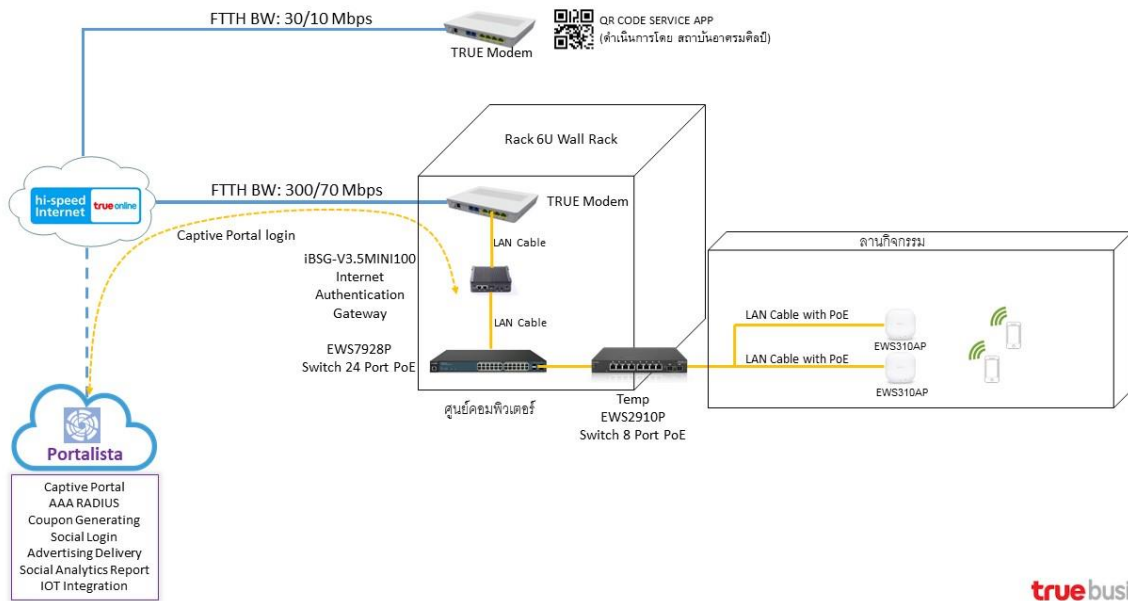 FTTH BW: 30/10 Mbps
TRUE Modem
QR CODE SERVICE APP
(ดำเนินการโดย สถาบันอาศรมศิลป์)
Rack 6U Wall Rack
hi-speed
Internet
true online
FTTH BW: 300/70 Mbps
TRUE Modem
Captive Portal login
LAN Cable
iBSG-V3.5MINI100
Internet
Authentication
Gateway
LAN Cable
EWS7928P
Switch 24 Port PoE
ศูนย์คอมพิวเตอร์
Temp
EWS2910P
Switch 8 Port PoE
ลานกิจกรรม
LAN Cable with PoE
EWS310AP
LAN Cable with PoE
EWS310AP
Portalista
Captive Portal
AAA RADIUS
Coupon Generating
Social Login
Advertising Delivery
Social Analytics Report
IOT Integration
true busi